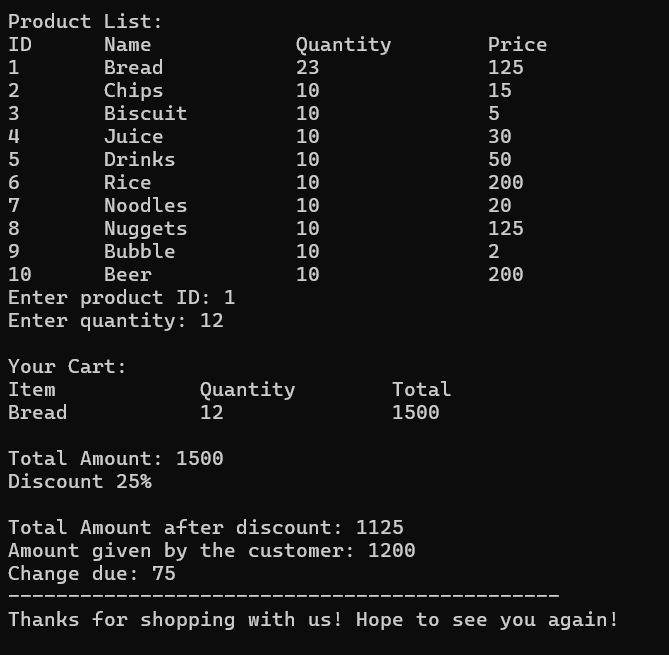 Product List:
ID      Name            Quantity        Price
1       Bread           23              125
2       Chips           10              15
3       Biscuit         10              5
4       Juice           10              30
5       Drinks          10              50
6       Rice            10              200
7       Noodles         10              20
8       Nuggets         10              125
9       Bubble          10              2
10      Beer            10              200
Enter product ID: 1
Enter quantity: 12

Your Cart:
Item            Quantity        Total
Bread           12              1500

Total Amount: 1500
Discount 25%

Total Amount after discount: 1125
Amount given by the customer: 1200
Change due: 75
----------------------------------------------
Thanks for shopping with us! Hope to see you again!